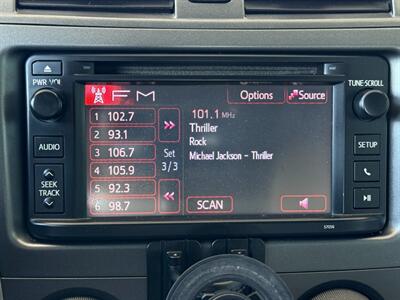 PWR VOL
TUNE·SCROLL
FM
Options
Source
1 102.7
2 93.1
3 106.7
4 105.9
5 92.3
6 98.7
Set
3/3
101.1 MHz
Thriller
Rock
Michael Jackson - Thriller
SCAN
AUDIO
SEEK
TRACK
SETUP
57056